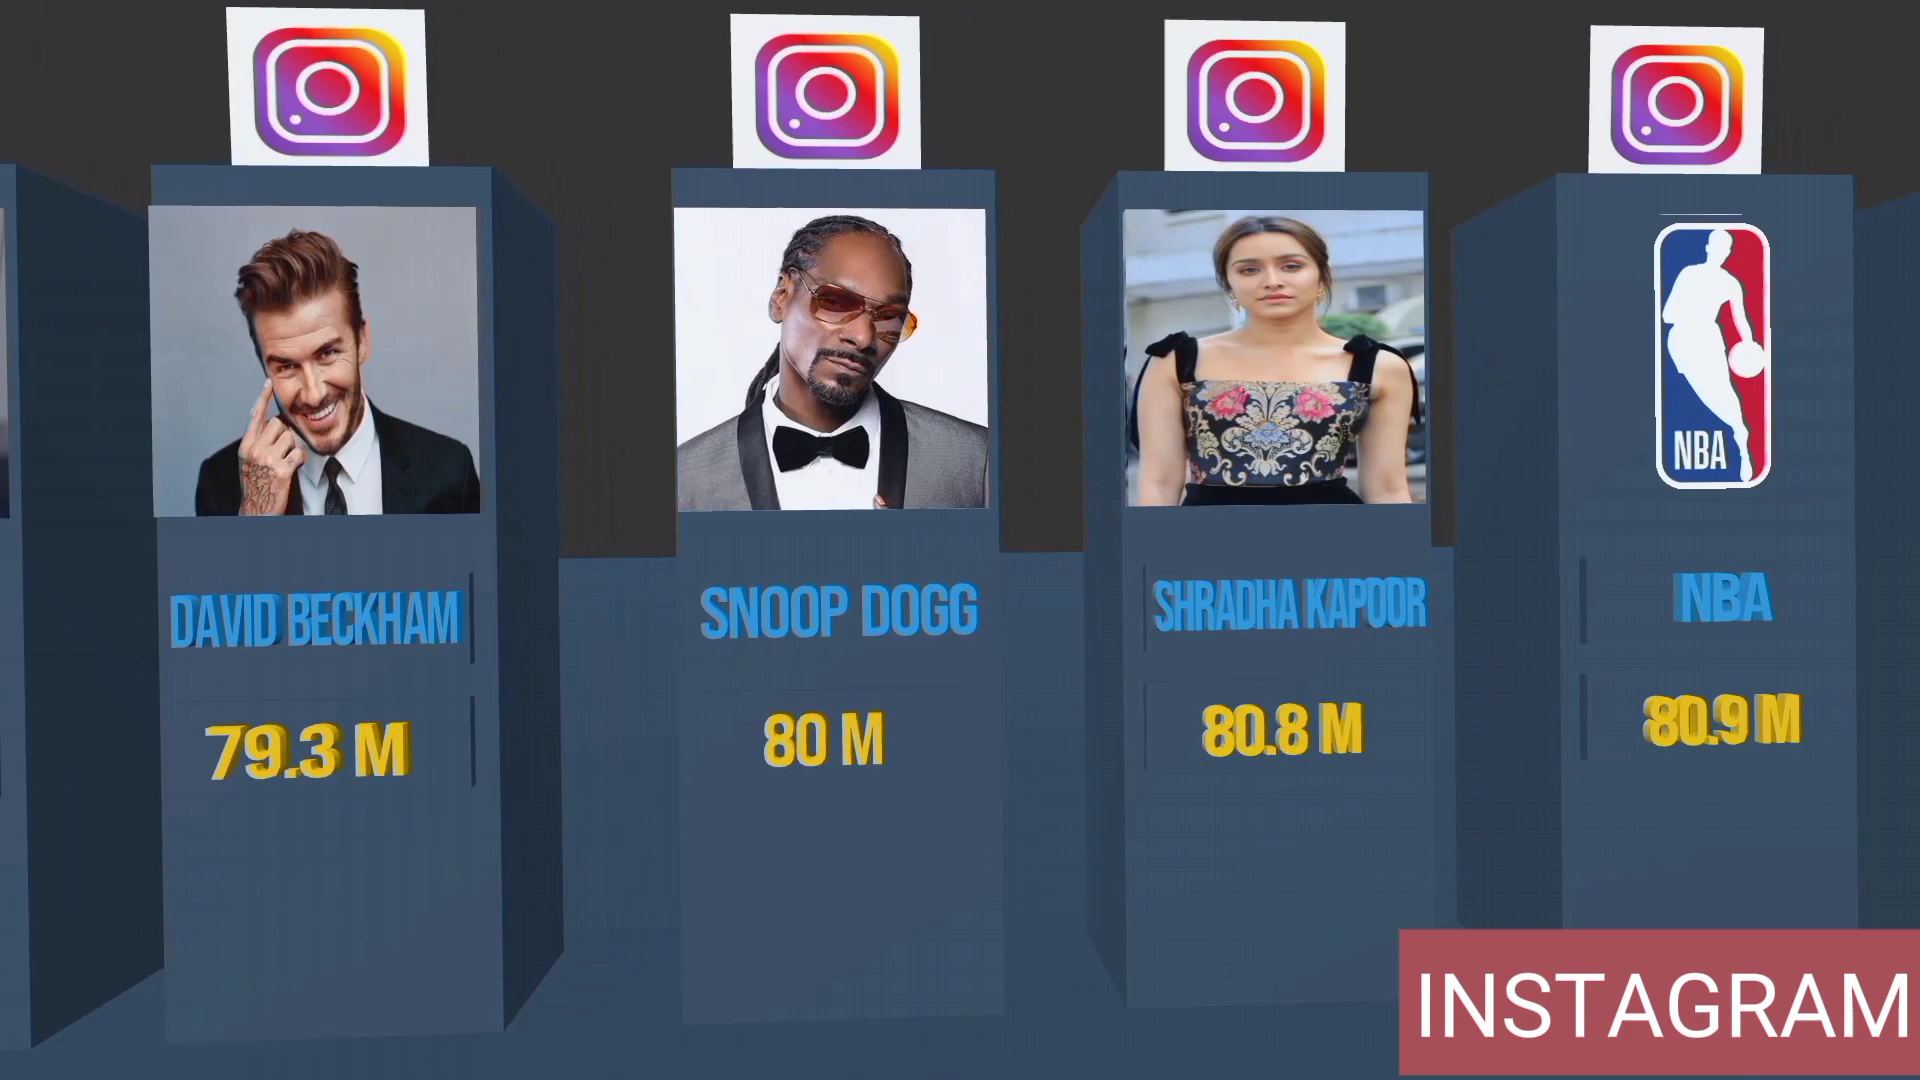 NBA
DAVID BECKHAM
79.3 M
SNOOP DOGG
80 M
SHRADHA KAPOOR
80.8 M
NBA
80.9 M
INSTAGRAM